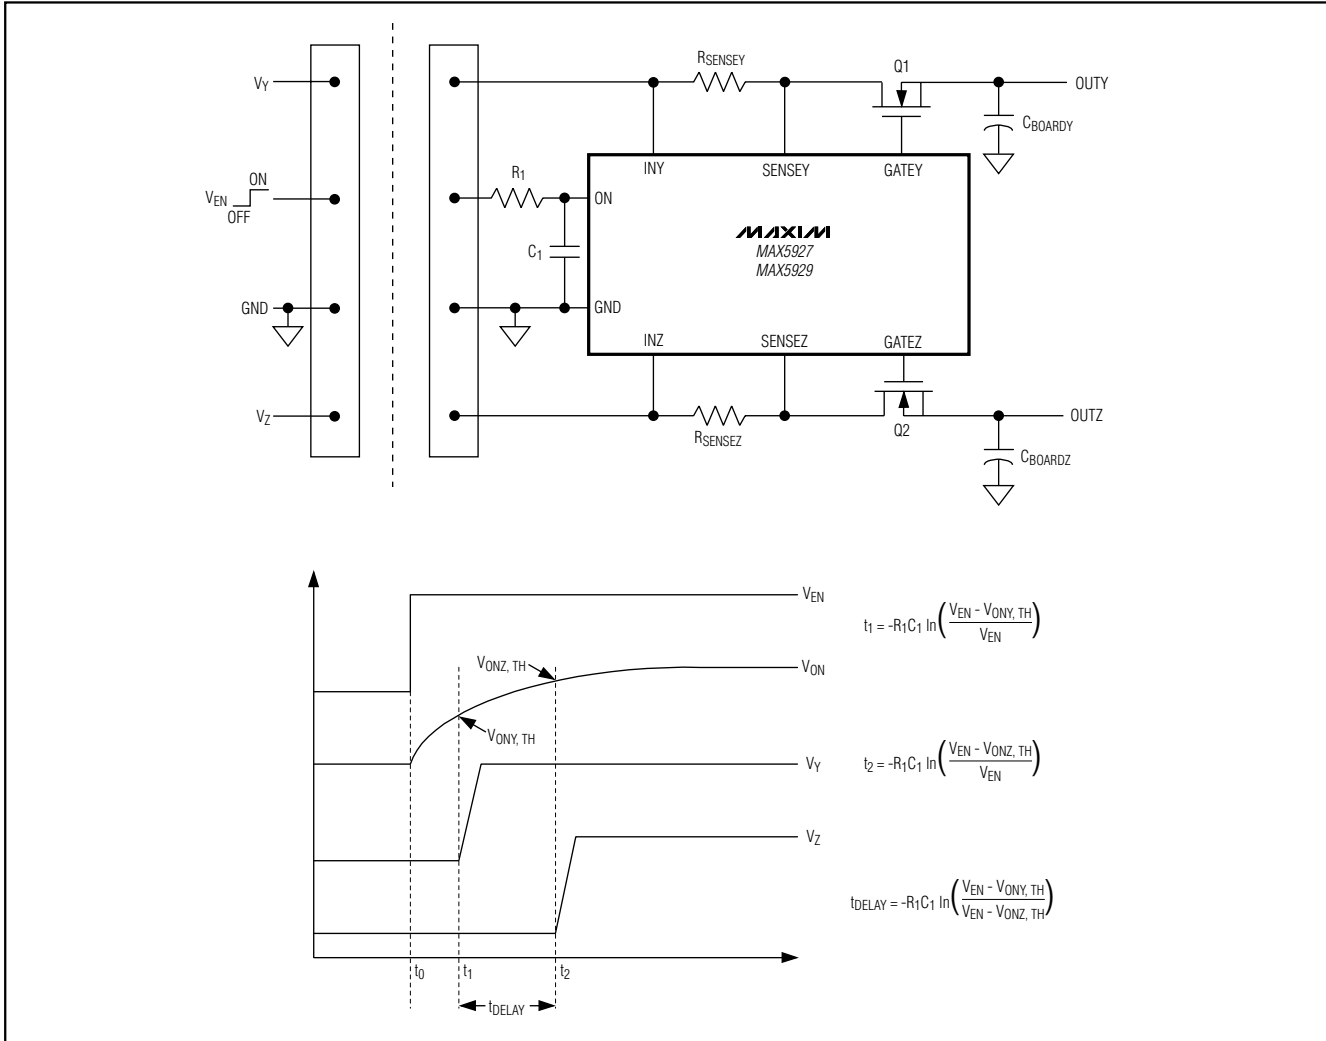 RSENSEY
Q1
VY
OUTY
CBOARDY
INY
SENSEY
GATEY
R1
ON
VEN
OFF
ON
MAXIM
MAX5927
MAX5929
C1
GND
GND
INZ
SENSEZ
GATEZ
VZ
RSENSEZ
Q2
OUTZ
CBOARDZ
VEN
t1 = -R1C1 ln(VEN - VONY, TH / VEN)
VONZ, TH
VON
VONY, TH
VY
t2 = -R1C1 ln(VEN - VONZ, TH / VEN)
VZ
tDELAY = -R1C1 ln(VEN - VONY, TH / VEN - VONZ, TH)
t0
t1
t2
tDELAY